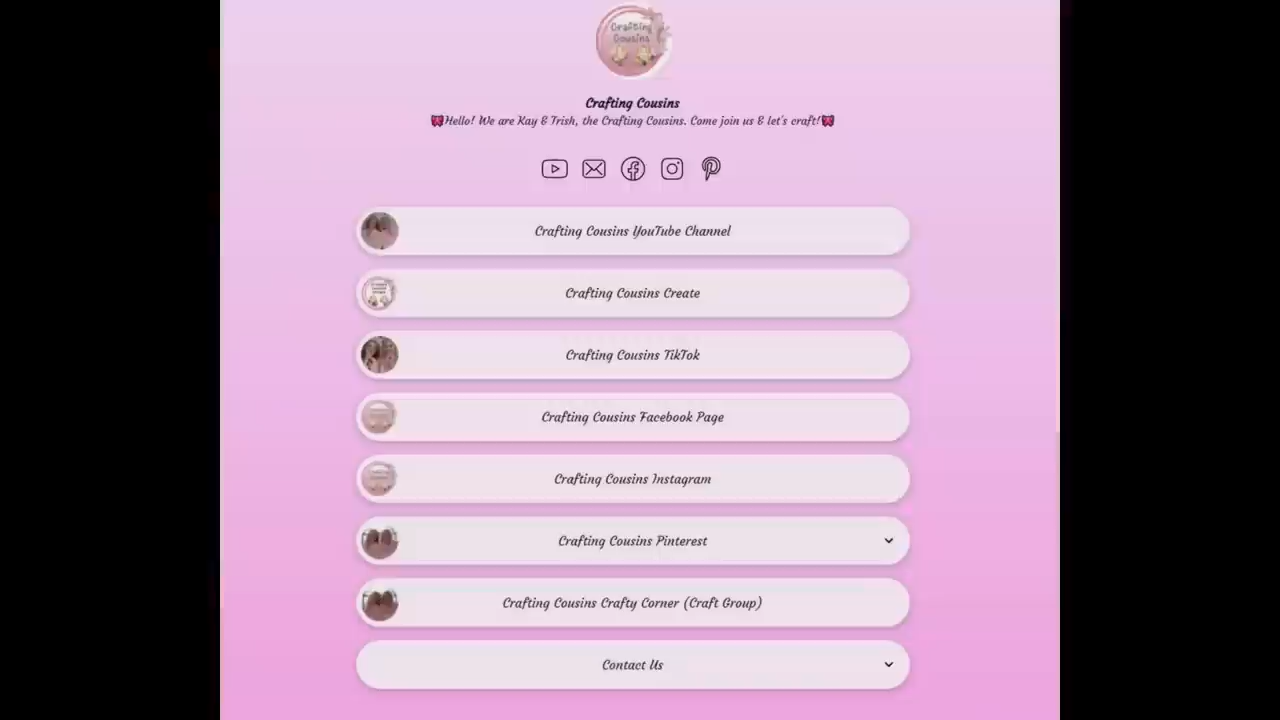 Crafting
Cousins
Crafting Cousins
🎀Hello! We are Kay & Trish, the Crafting Cousins. Come join us & let's craft!🎀
Crafting Cousins YouTube Channel
Crafting Cousins Create
Crafting Cousins TikTok
Crafting Cousins Facebook Page
Crafting Cousins Instagram
Crafting Cousins Pinterest
Crafting Cousins Crafty Corner (Craft Group)
Contact Us